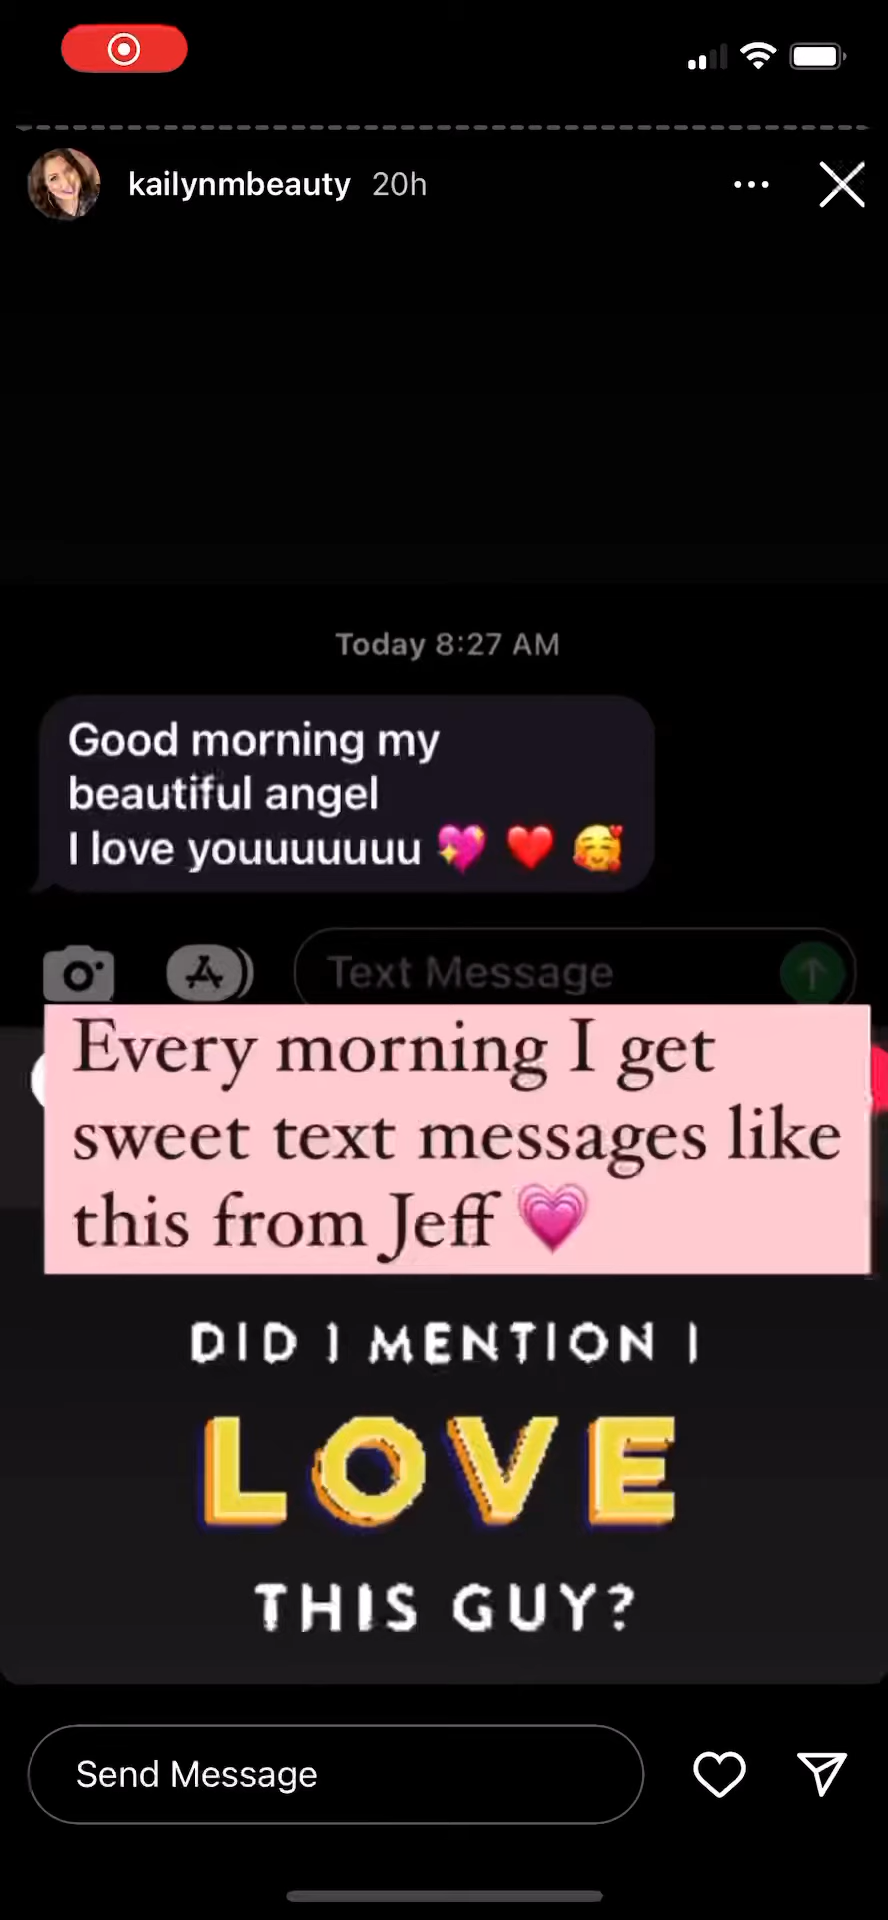 kailynmbeauty 20h
Today 8:27 AM
Good morning my
beautiful angel
I love youuuuuuu 💖 ❤️ 🥰
Text Message
Every morning I get
sweet text messages like
this from Jeff 💗
DID I MENTION I
LOVE
THIS GUY?
Send Message